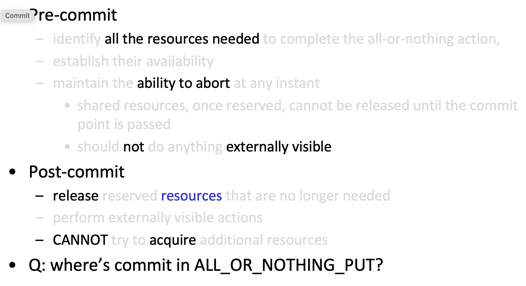 Commit
Pre-commit
– identify all the resources needed to complete the all-or-nothing action,
– establish their availability
– maintain the ability to abort at any instant
• shared resources, once reserved, cannot be released until the commit
point is passed
• should not do anything externally visible
• Post-commit
– release reserved resources that are no longer needed
– perform externally visible actions
– CANNOT try to acquire additional resources
• Q: where’s commit in ALL_OR_NOTHING_PUT?